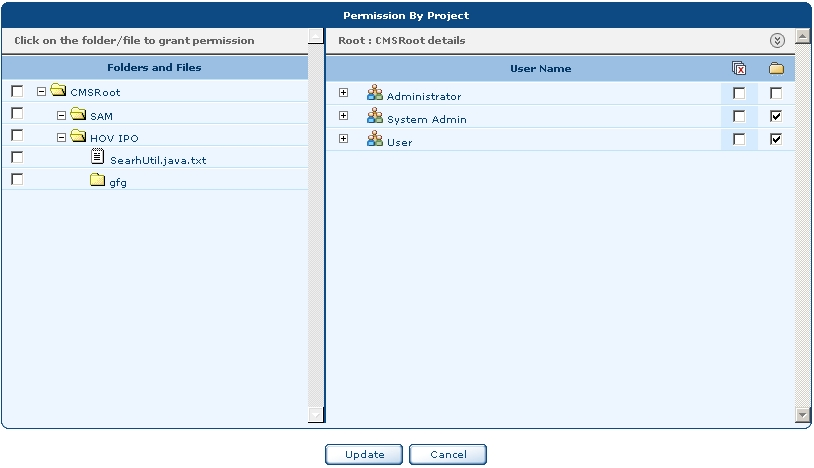 Permission By Project
Click on the folder/file to grant permission
Root : CMSRoot details
Folders and Files
User Name
CMSRoot
SAM
HOV IPO
SearhUtil.java.txt
gfg
Administrator
System Admin
User
Update
Cancel